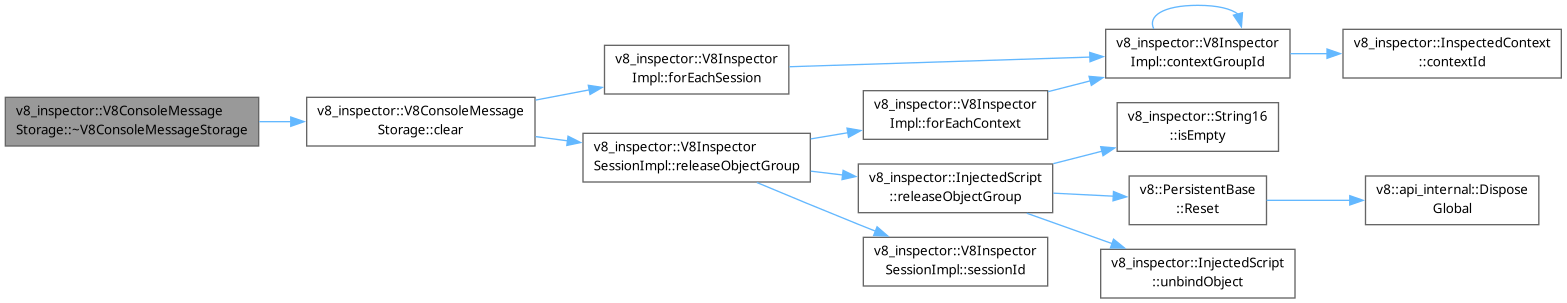 v8_inspector::V8ConsoleMessage
Storage::~V8ConsoleMessageStorage
v8_inspector::V8ConsoleMessage
Storage::clear
v8_inspector::V8Inspector
Impl::forEachSession
v8_inspector::V8Inspector
SessionImpl::releaseObjectGroup
v8_inspector::V8Inspector
Impl::forEachContext
v8_inspector::InjectedScript
::releaseObjectGroup
v8_inspector::V8Inspector
SessionImpl::sessionId
v8_inspector::V8Inspector
Impl::contextGroupId
v8_inspector::String16
::isEmpty
v8::PersistentBase
::Reset
v8_inspector::InjectedScript
::unbindObject
v8_inspector::InspectedContext
::contextId
v8::api_internal::Dispose
Global